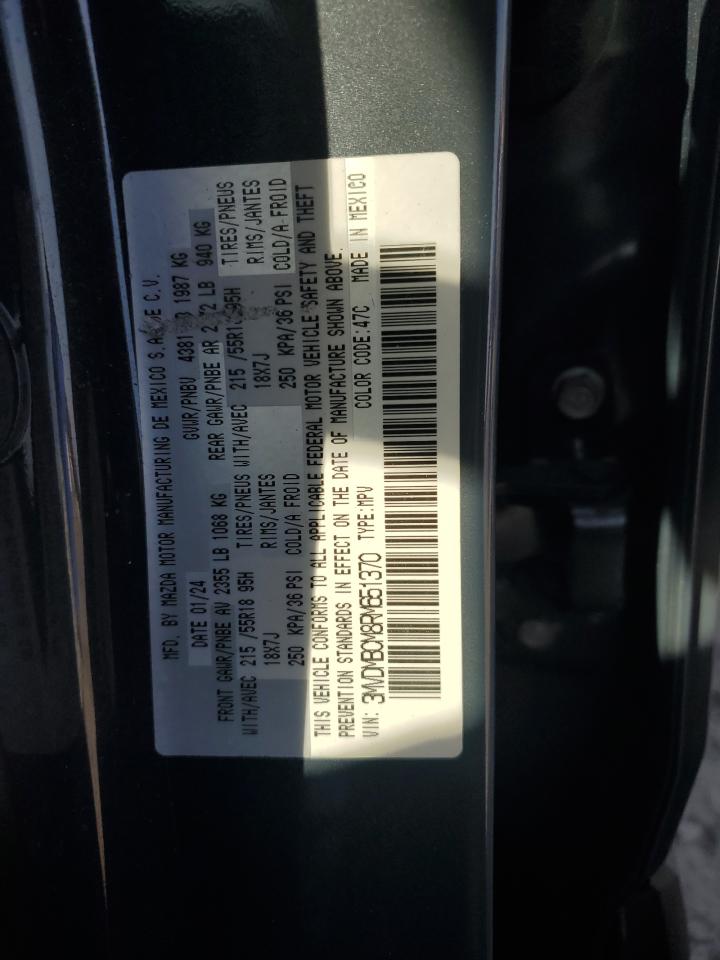 MFD. BY MAZDA MOTOR MANUFACTURING DE MEXICO S.A. DE C.V.
DATE 01/24 GVWR/PNBV 4381 1987 KG
FRONT GAWR/PNBE AV 2355 LB 1068 KG REAR GAWR/PNBE AR LB 940 KG
WITH/AVEC 215 /55R18 95H TIRES/PNEUS WITH/AVEC 215 95H TIRES/PNEUS
18X7J RIMS/JANTES 18X7J RIMS/JANTES
250 KPA/36 PSI COLD/A FROID 250 KPA/36 PSI COLD/A FROID
THIS VEHICLE CONFORMS TO ALL APPLICABLE FEDERAL MOTOR VEHICLE SAFETY AND THEFT
PREVENTION STANDARDS IN EFFECT ON THE DATE OF MANUFACTURE SHOWN ABOVE.
VIN: 3MVDMBCM8RM651370 TYPE:MPV COLOR CODE:47C MADE IN MEXICO